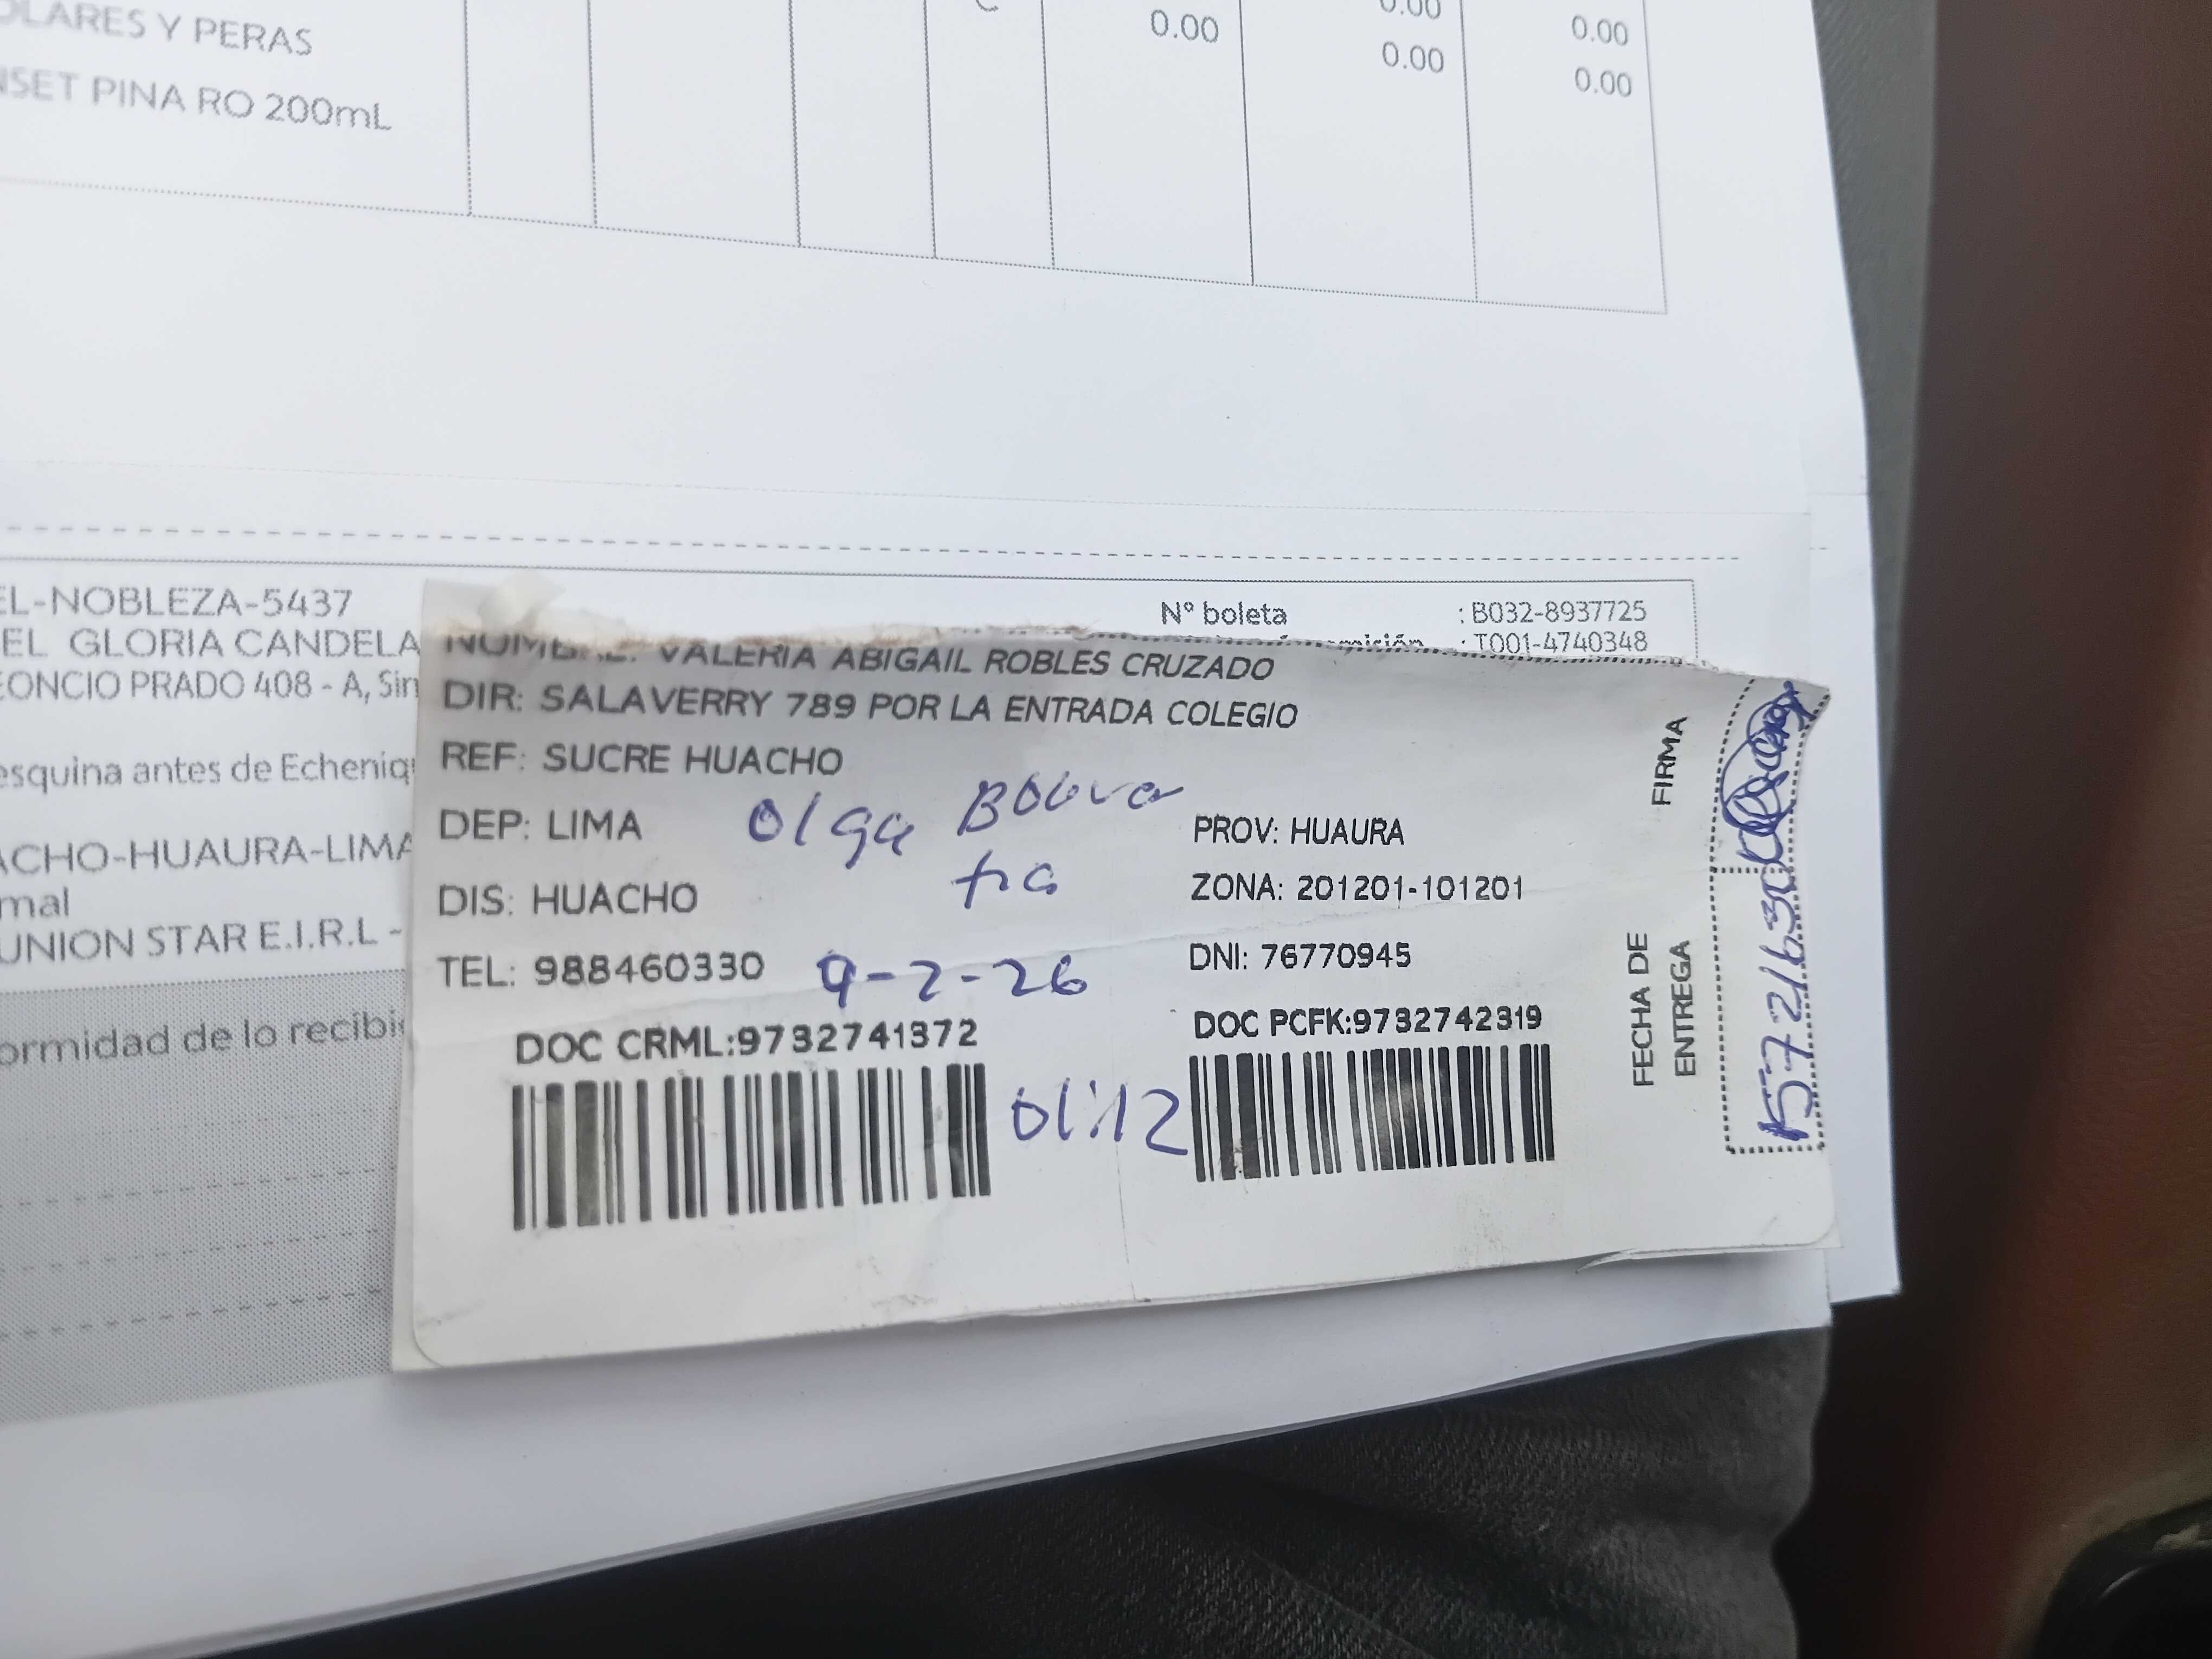 OLARES Y PERAS
NSET PINA RO 200mL
0.00 0.00 0.00
0.00 0.00
EL-NOBLEZA-5437
EL GLORIA CANDELA
EONCIO PRADO 408 - A, Sin
esquina antes de Echeniq
ACHO-HUAURA-LIMA
mal
UNION STAR E.I.R.L -
ormidad de lo recibi
N° boleta : B032-8937725
: T001-4740348
NOMBRE: VALERIA ABIGAIL ROBLES CRUZADO
DIR: SALAVERRY 789 POR LA ENTRADA COLEGIO
REF: SUCRE HUACHO
DEP: LIMA Olga
PROV: HUAURA
DIS: HUACHO
ZONA: 201201-101201
TEL: 988460330 9-2-26
DNI: 76770945
DOC CRML:9732741372
01:12
DOC PCFK:9732742319
FIRMA
FECHA DE
ENTREGA